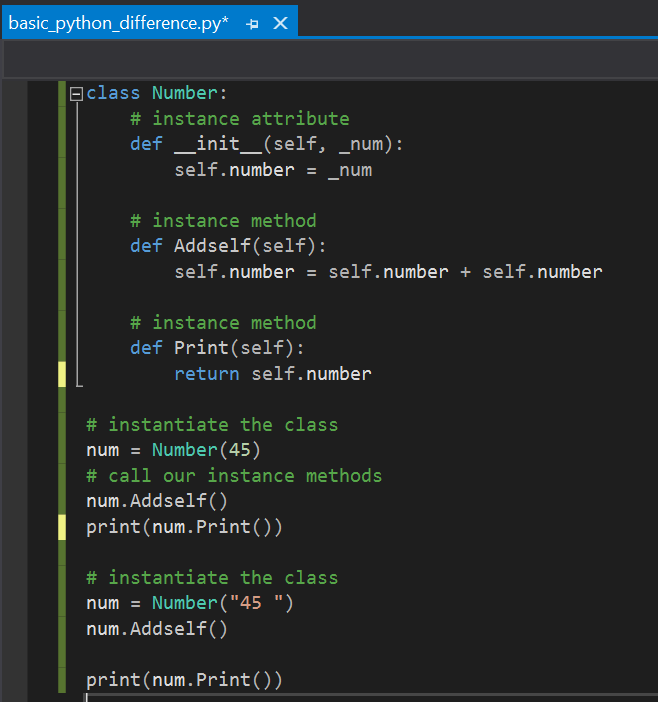 basic_python_difference.py*
class Number:
    # instance attribute
    def __init__(self, _num):
        self.number = _num

    # instance method
    def Addself(self):
        self.number = self.number + self.number

    # instance method
    def Print(self):
        return self.number

# instantiate the class
num = Number(45)
# call our instance methods
num.Addself()
print(num.Print())

# instantiate the class
num = Number("45 ")
num.Addself()

print(num.Print())